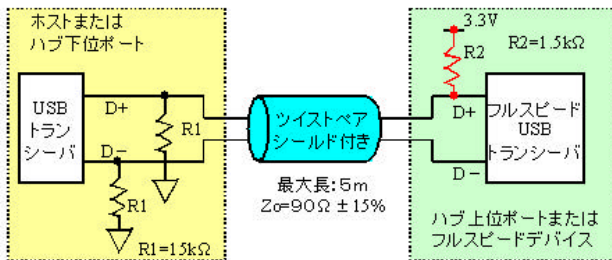 ホストまたは
ハブ下位ポート
USB
トラン
シーバ
D+
D−
R1
R1
R1=15kΩ
ツイストペア
シールド付き
最大長:5m
Zo=90Ω ±15%
3.3V
R2
R2=1.5kΩ
D+
D−
フルスピード
USB
トランシーバ
ハブ上位ポートまたは
フルスピードデバイス